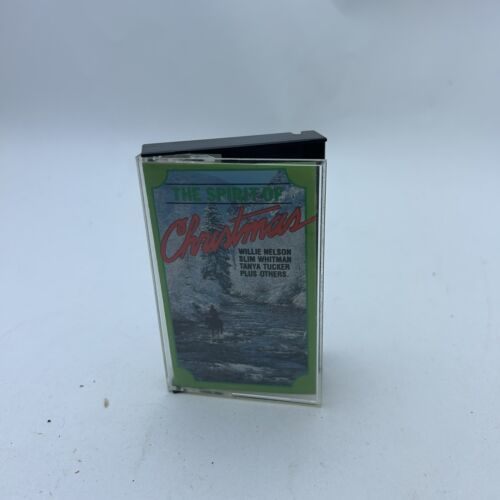 THE SPIRIT OF
Christmas
WILLIE NELSON
SLIM WHITMAN
TANYA TUCKER
PLUS OTHERS.